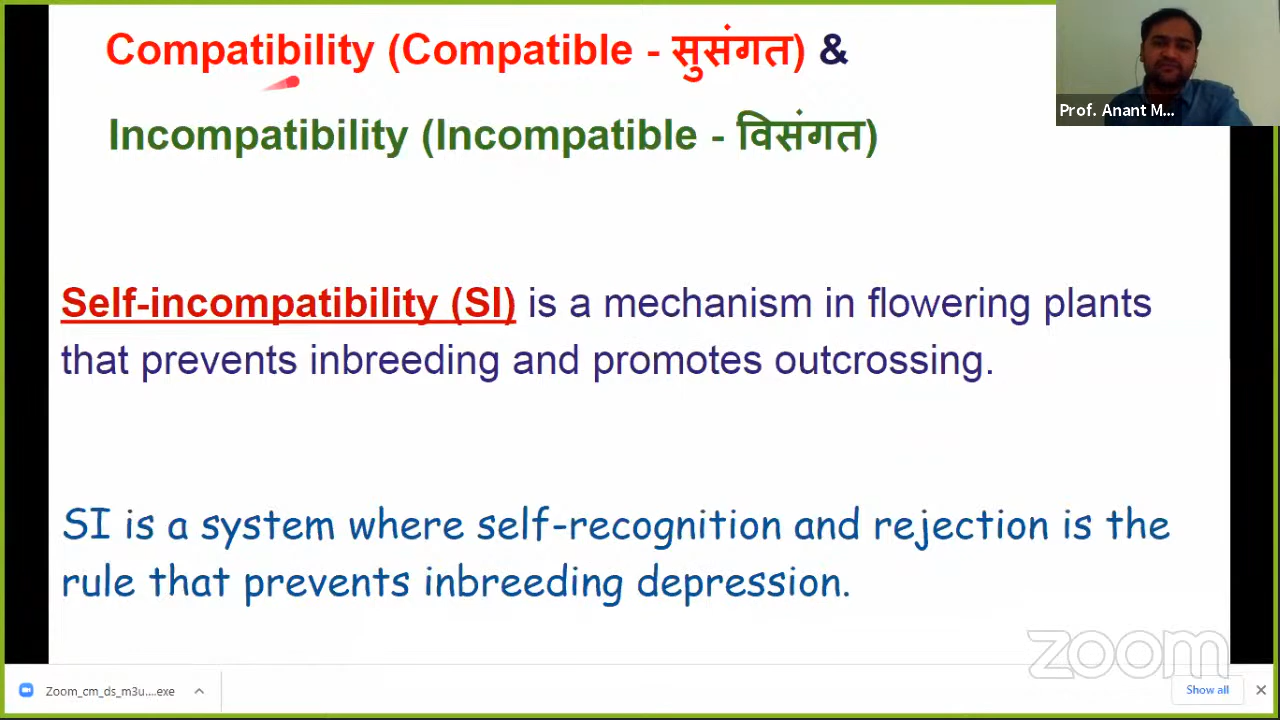 Compatibility (Compatible - सुसंगत) &
Incompatibility (Incompatible - विसंगत)
Prof. Anant M...
Self-incompatibility (SI) is a mechanism in flowering plants
that prevents inbreeding and promotes outcrossing.
SI is a system where self-recognition and rejection is the
rule that prevents inbreeding depression.
zoom
Zoom_cm_ds_m3u....exe
Show all